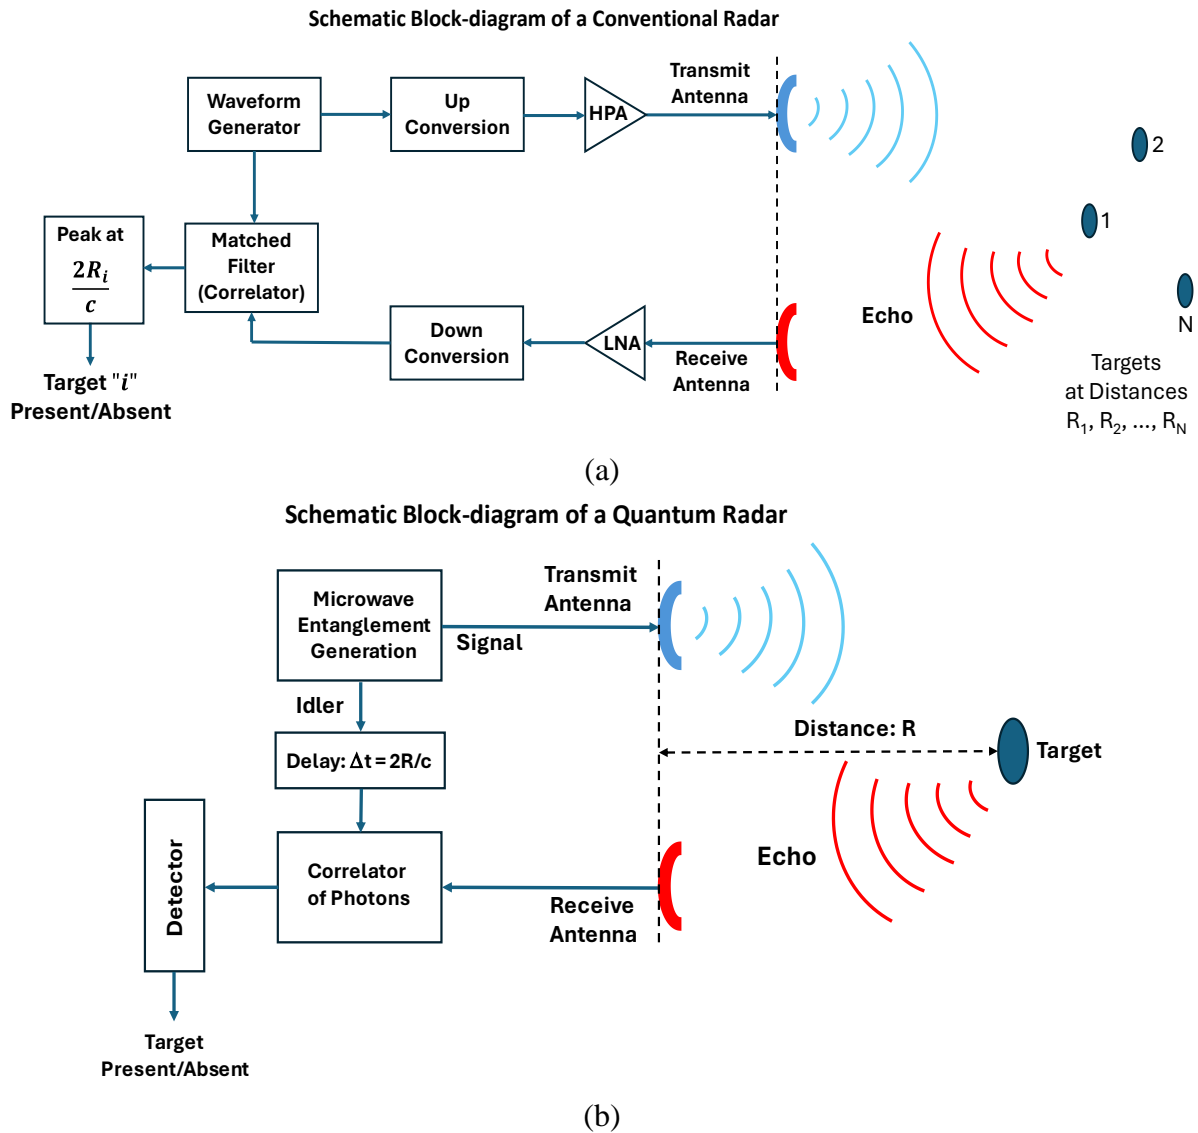 Schematic Block-diagram of a Conventional Radar
Waveform
Generator
Up
Conversion
HPA
Transmit
Antenna
2
1
N
Peak at
2R_i
c
Matched
Filter
(Correlator)
Down
Conversion
LNA
Receive
Antenna
Echo
Target "i"
Present/Absent
Targets
at Distances
R₁, R₂, ..., R_N
(a)
Schematic Block-diagram of a Quantum Radar
Microwave
Entanglement
Generation
Transmit
Antenna
Signal
Idler
Delay: Δt = 2R/c
Distance: R
Target
Detector
Correlator
of Photons
Echo
Receive
Antenna
Target
Present/Absent
(b)